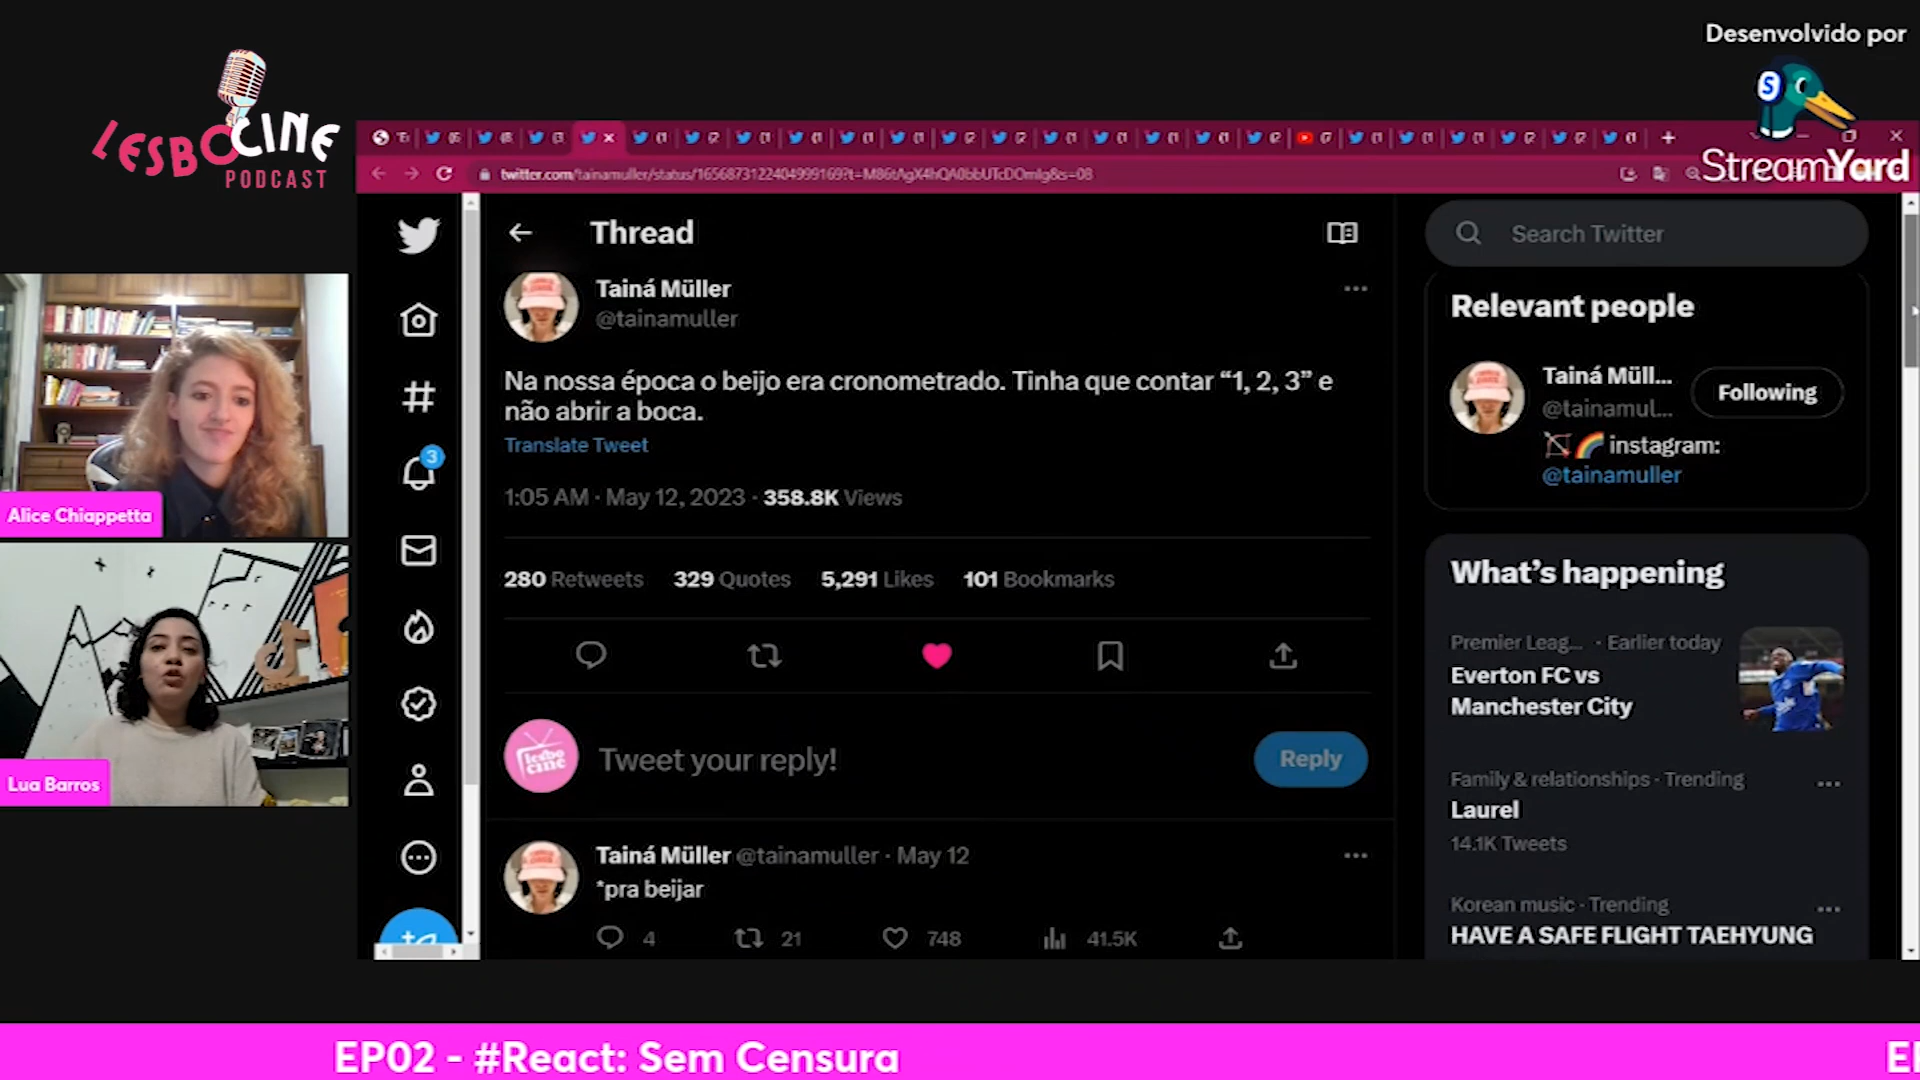 Desenvolvido por
StreamYard
LESBOCINE
PODCAST
twitter.com/tainamuller/status/1656873122404999169?t=M86tAgX4hQA0bbUTcDOmlg&s=08
Thread
Search Twitter
Tainá Müller
@tainamuller
Na nossa época o beijo era cronometrado. Tinha que contar “1, 2, 3” e
não abrir a boca.
Translate Tweet
1:05 AM · May 12, 2023 · 358.8K Views
280 Retweets 329 Quotes 5,291 Likes 101 Bookmarks
lesbo
cine
Tweet your reply!
Reply
Tainá Müller @tainamuller · May 12
*pra beijar
4 21 748 41.5K
Relevant people
Tainá Müll...
@tainamul...
Following
instagram:
@tainamuller
What’s happening
Premier Leag... · Earlier today
Everton FC vs
Manchester City
Family & relationships · Trending
Laurel
14.1K Tweets
Korean music · Trending
HAVE A SAFE FLIGHT TAEHYUNG
3
Alice Chiappetta
Lua Barros
EP02 - #React: Sem Censura